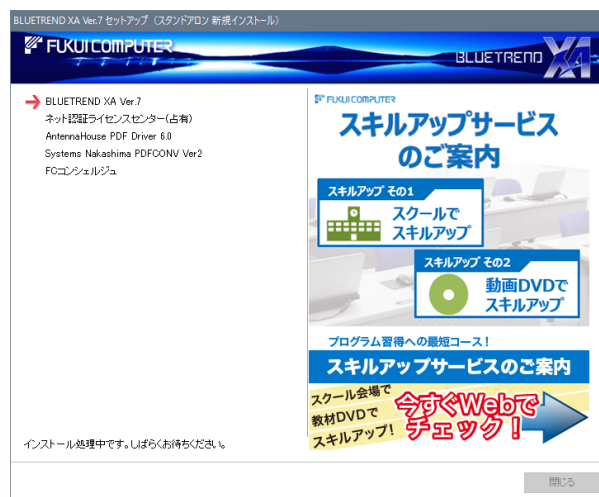 BLUETREND XA Ver.7 セットアップ（スタンドアロン 新規インストール）
FUKUI COMPUTER
BLUETREND XA
BLUETREND XA Ver.7
ネット認証ライセンスセンター(占有)
AntennaHouse PDF Driver 6.0
Systems Nakashima PDFCONV Ver2
FCコンシェルジュ
インストール処理中です。しばらくお待ちください。
FUKUI COMPUTER
スキルアップサービス
のご案内
スキルアップ その1
スクールで
スキルアップ
スキルアップ その2
動画DVDで
スキルアップ
プログラム習得への最短コース！
スキルアップサービスのご案内
スクール会場で
教材DVDで
スキルアップ!
今すぐWebで
チェック！
閉じる